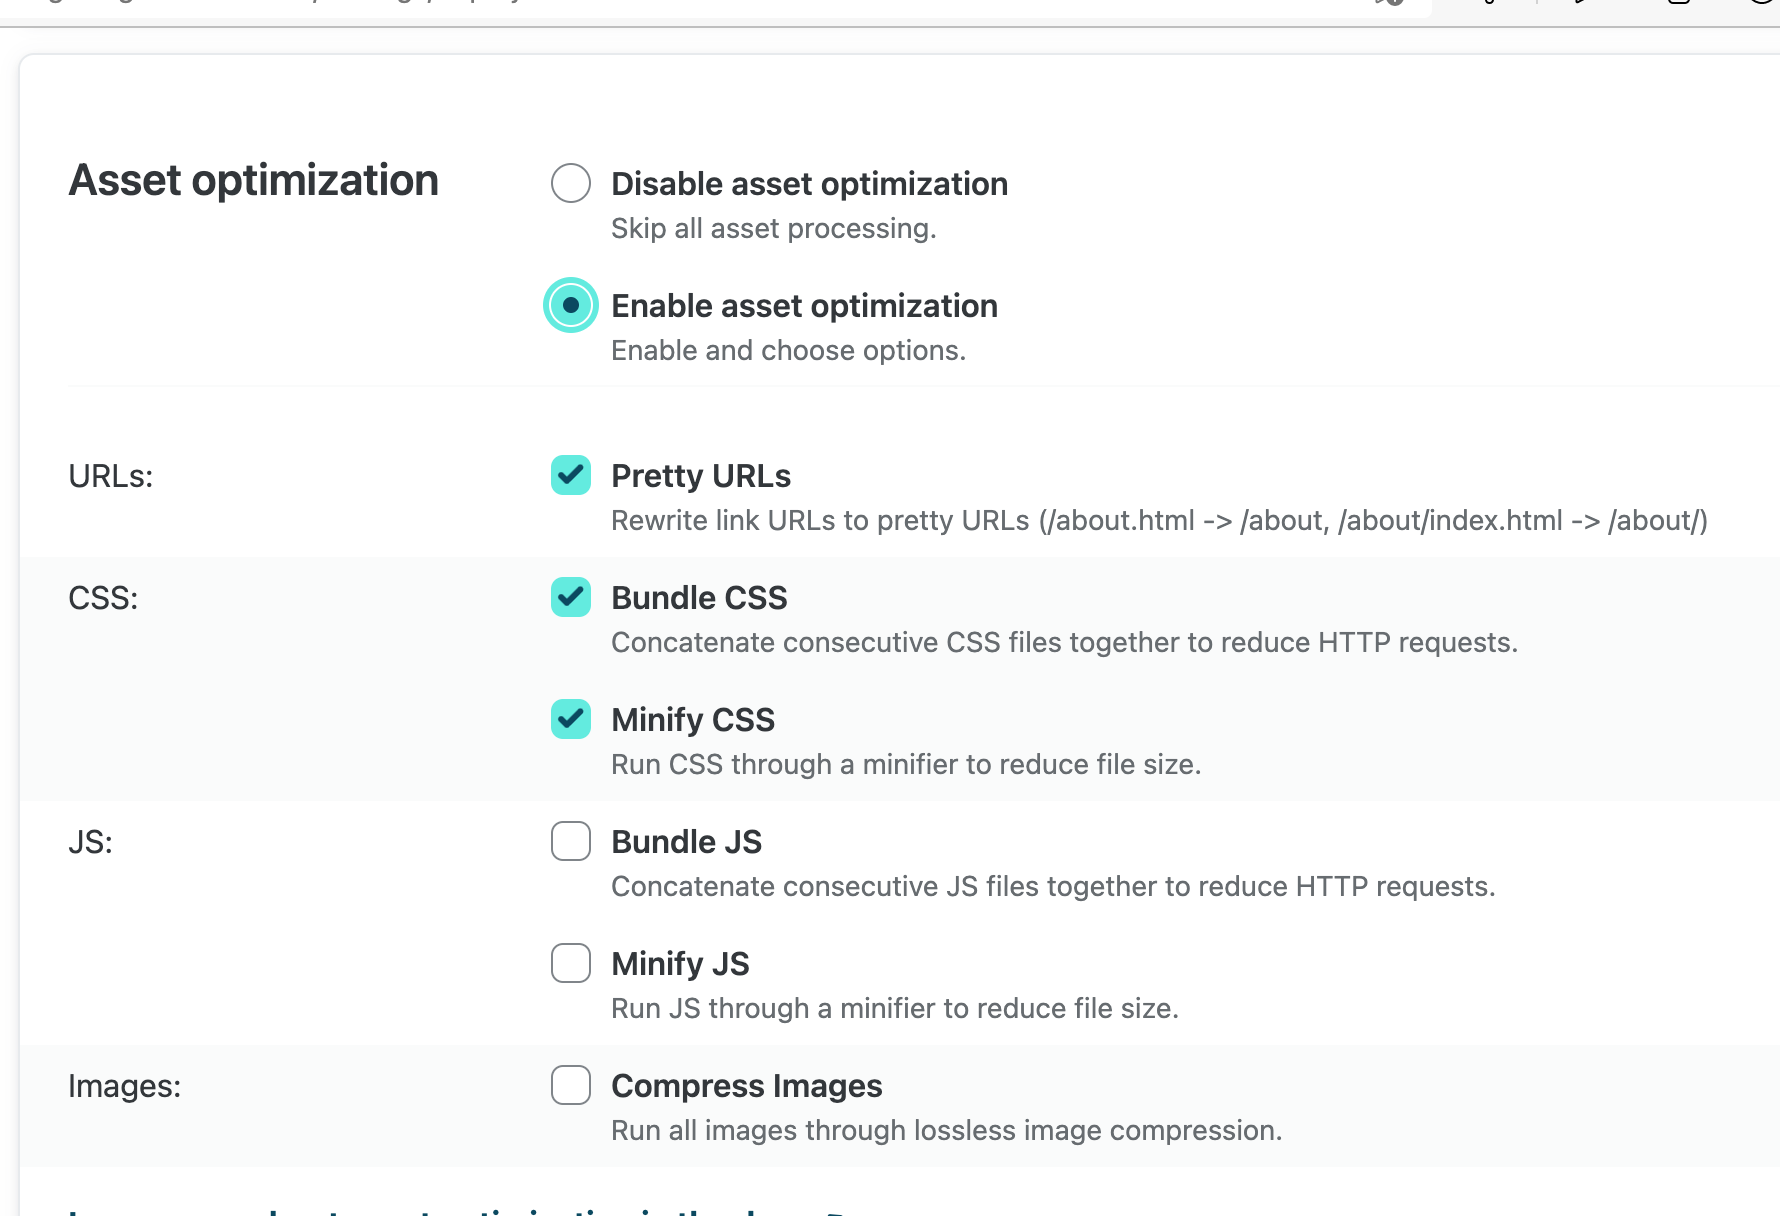 Asset optimization
Disable asset optimization
Skip all asset processing.
Enable asset optimization
Enable and choose options.
URLs:
Pretty URLs
Rewrite link URLs to pretty URLs (/about.html -> /about, /about/index.html -> /about/)
CSS:
Bundle CSS
Concatenate consecutive CSS files together to reduce HTTP requests.
Minify CSS
Run CSS through a minifier to reduce file size.
JS:
Bundle JS
Concatenate consecutive JS files together to reduce HTTP requests.
Minify JS
Run JS through a minifier to reduce file size.
Images:
Compress Images
Run all images through lossless image compression.